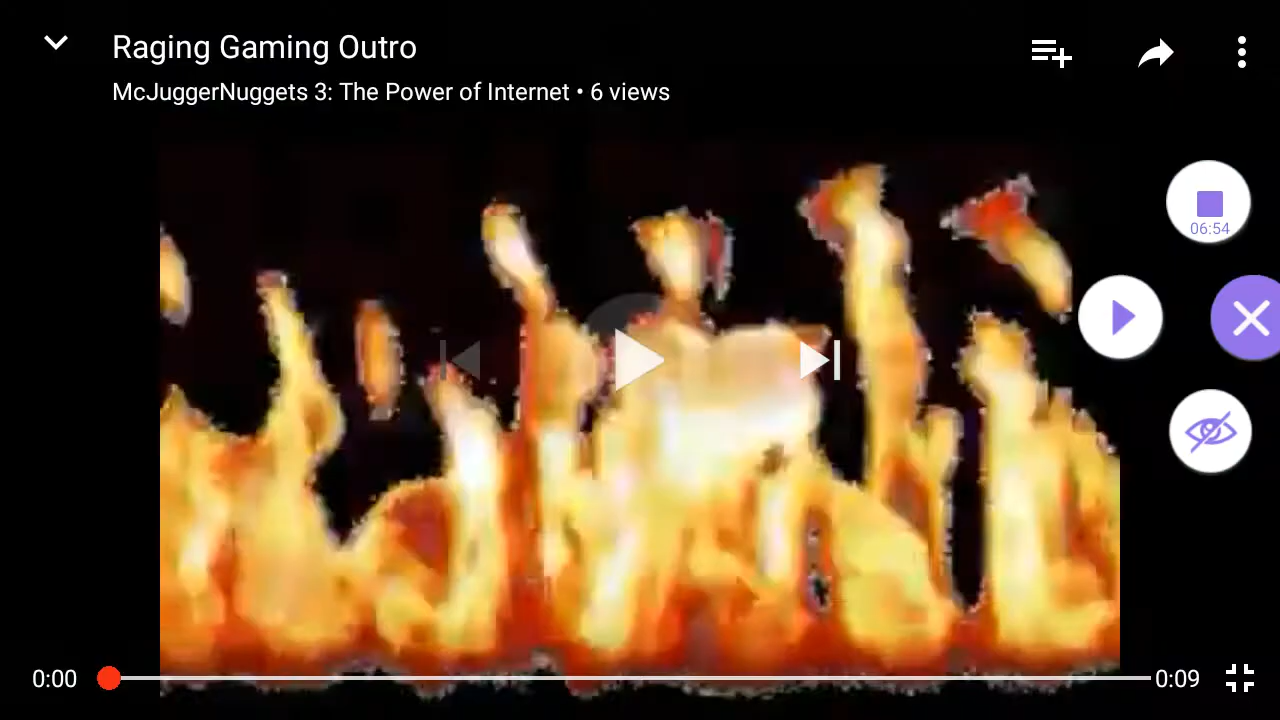 Raging Gaming Outro
McJuggerNuggets 3: The Power of Internet • 6 views
06:54
0:00
0:09